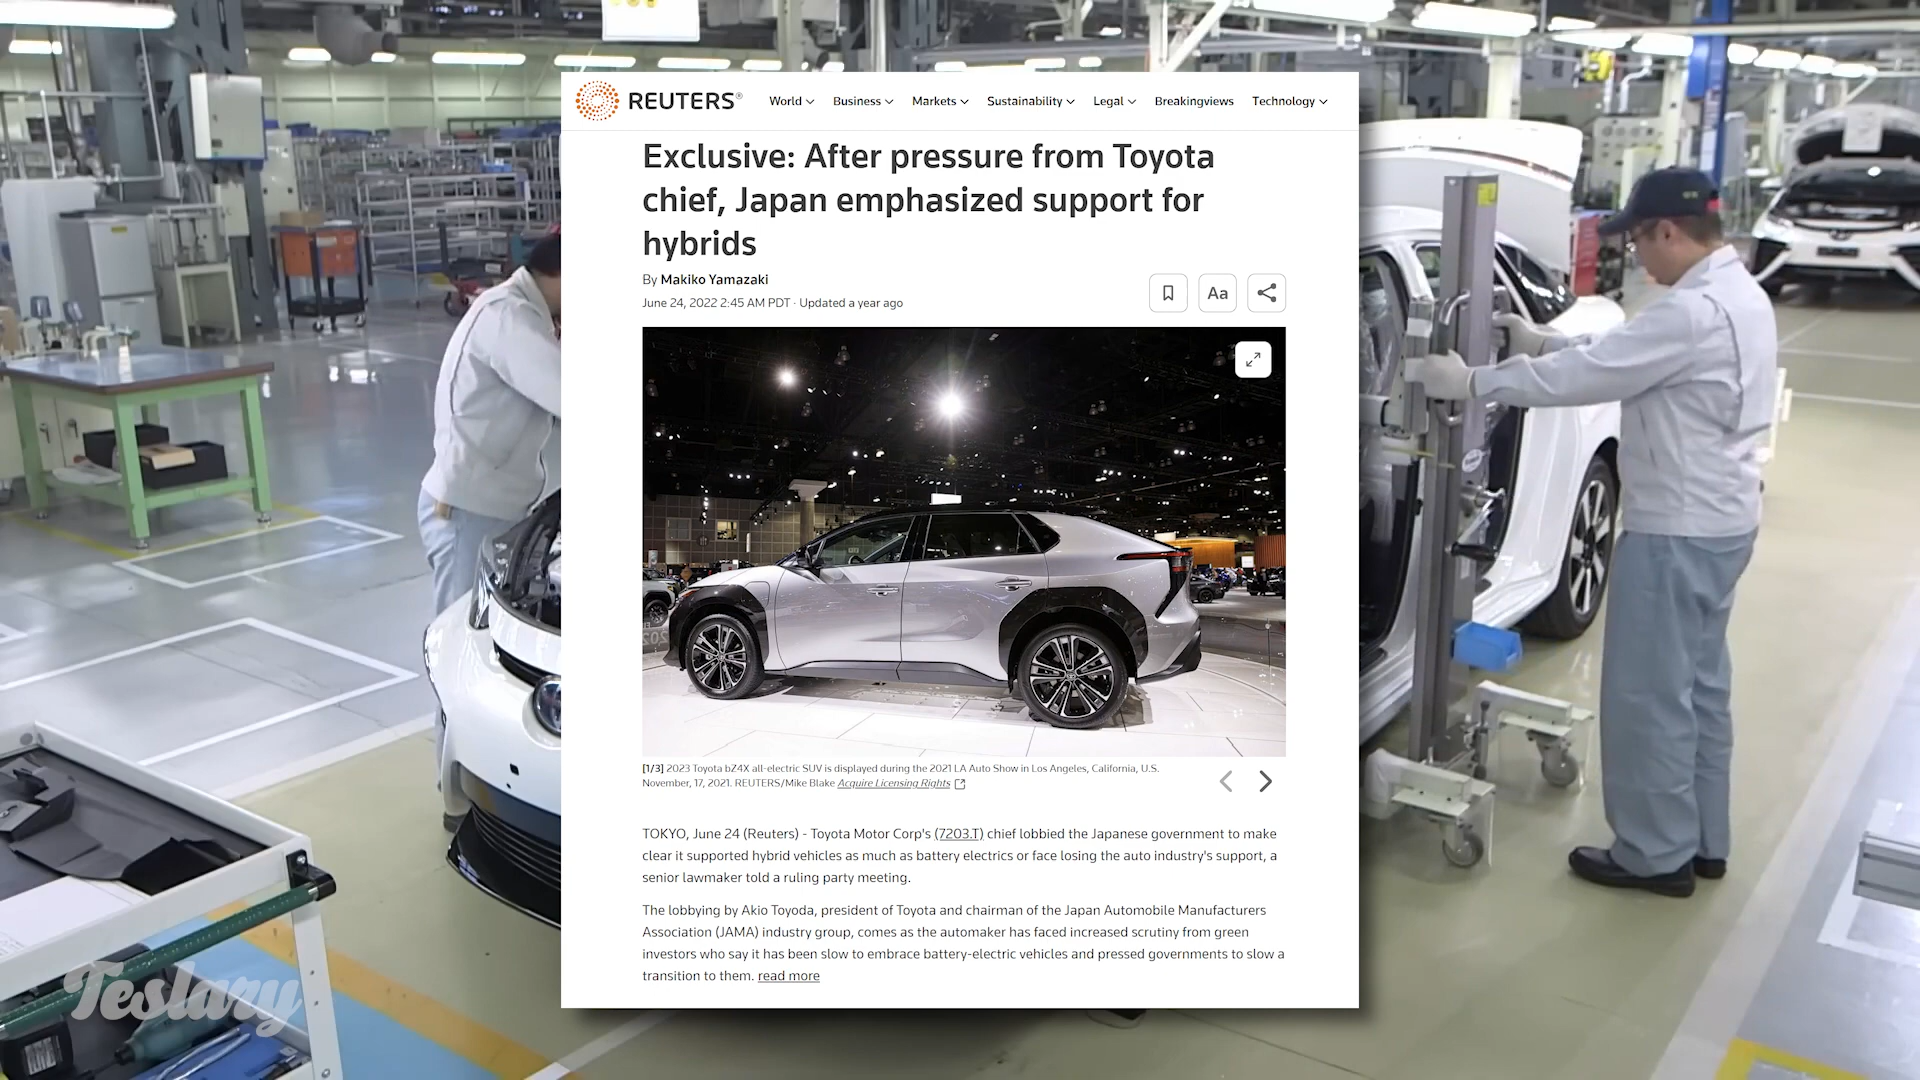 REUTERS®
World Business Markets Sustainability Legal Breakingviews Technology
Exclusive: After pressure from Toyota
chief, Japan emphasized support for
hybrids
By Makiko Yamazaki
June 24, 2022 2:45 AM PDT · Updated a year ago
Aa
[1/3] 2023 Toyota bZ4X all-electric SUV is displayed during the 2021 LA Auto Show in Los Angeles, California, U.S.
November, 17, 2021. REUTERS/Mike Blake Acquire Licensing Rights
TOKYO, June 24 (Reuters) - Toyota Motor Corp's (7203.T) chief lobbied the Japanese government to make
clear it supported hybrid vehicles as much as battery electrics or face losing the auto industry's support, a
senior lawmaker told a ruling party meeting.
The lobbying by Akio Toyoda, president of Toyota and chairman of the Japan Automobile Manufacturers
Association (JAMA) industry group, comes as the automaker has faced increased scrutiny from green
investors who say it has been slow to embrace battery-electric vehicles and pressed governments to slow a
transition to them. read more
Teslary